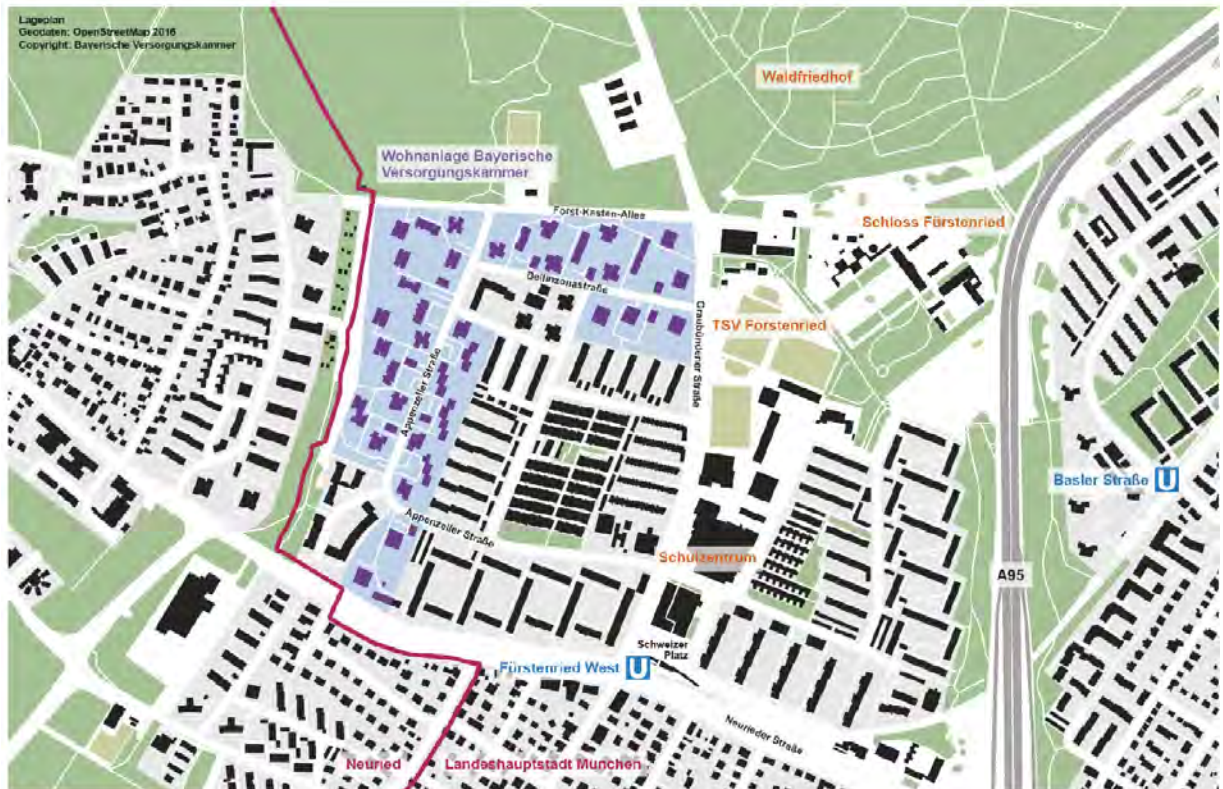 Lageplan
Geodaten: OpenStreetMap 2016
Copyright: Bayerische Versorgungskammer
Waldfriedhof
Wohnanlage Bayerische
Versorgungskammer
Forst-Kasten-Allee
Schloss Fürstenried
Bellinzonastraße
TSV Forstenried
Graubündener Straße
Appenzeller Straße
Basler Straße U
Appenzeller Straße
Schulzentrum
A95
Schweizer
Platz
Fürstenried West U
Neurieder Straße
Neuried
Landeshauptstadt München